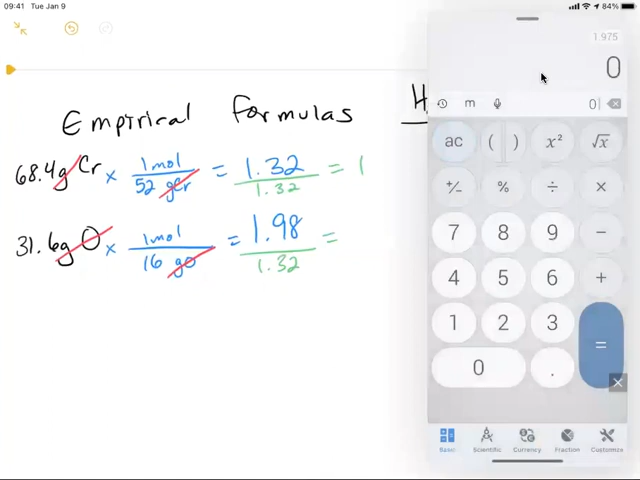 09:41 Tue Jan 9
84%
Empirical Formulas H
68.4g Cr x 1mol / 52 gCr = 1.32 / 1.32 = 1
31.6g O x 1mol / 16 gO = 1.98 / 1.32 =
1.975
0
m 0
ac ( ) x² √x
+/- % ÷ ×
7 8 9 −
4 5 6 +
1 2 3 =
0 .
Basic Scientific Currency Fraction Customize